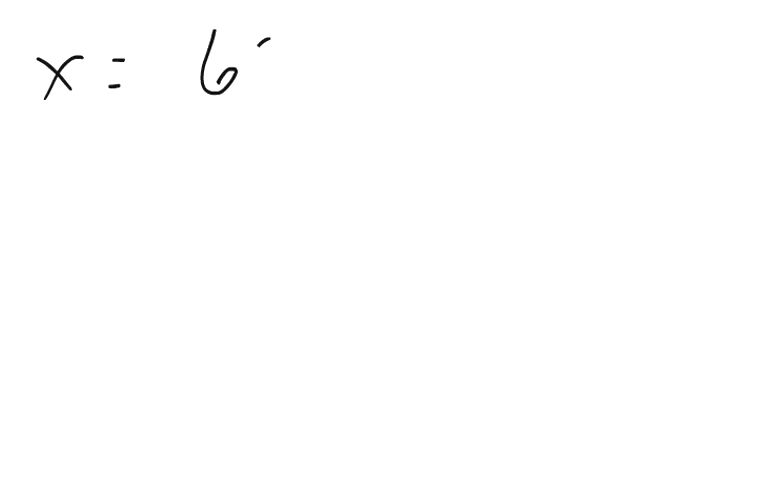 x = 6